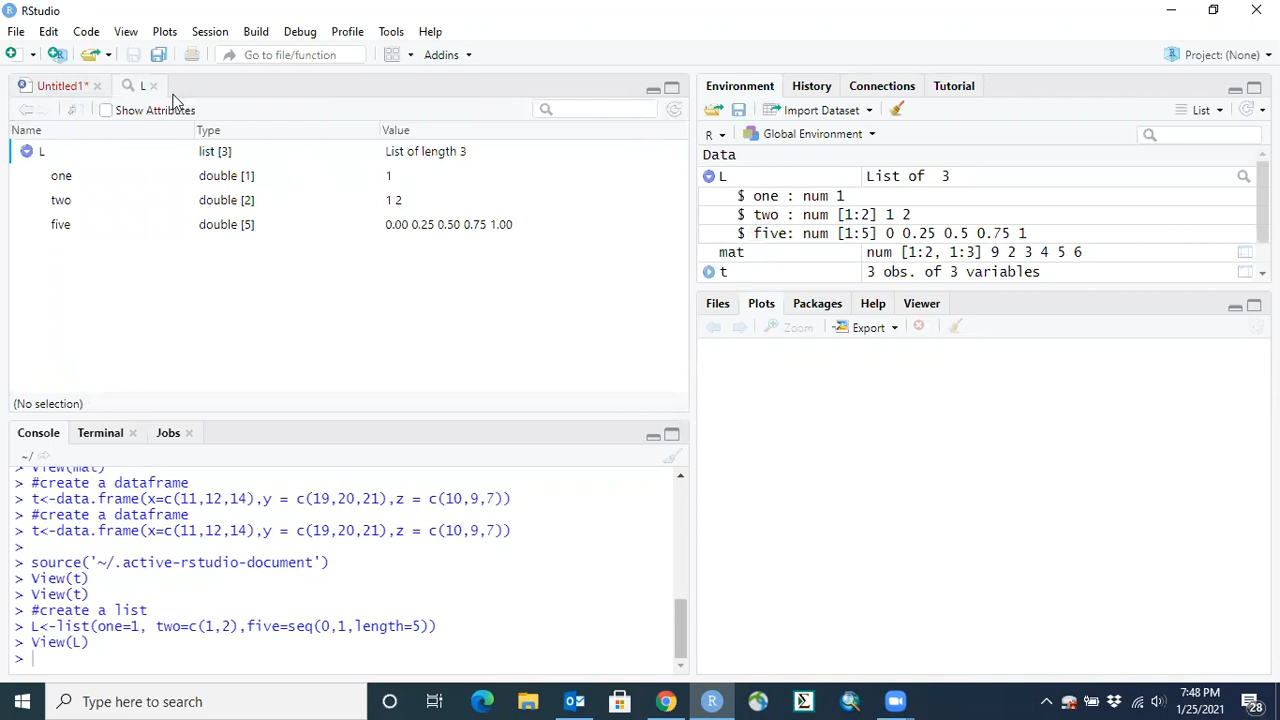 RStudio
File Edit Code View Plots Session Build Debug Profile Tools Help
Go to file/function Addins Project: (None)
Untitled1* L
Show Attributes
Name Type Value
L list [3] List of length 3
one double [1] 1
two double [2] 1 2
five double [5] 0.00 0.25 0.50 0.75 1.00
(No selection)
Console Terminal Jobs
~/
> View(mat)
> #create a dataframe
> t<-data.frame(x=c(11,12,14),y = c(19,20,21),z = c(10,9,7))
> #create a dataframe
> t<-data.frame(x=c(11,12,14),y = c(19,20,21),z = c(10,9,7))
>
> source('~/.active-rstudio-document')
> View(t)
> View(t)
> #create a list
> L<-list(one=1, two=c(1,2),five=seq(0,1,length=5))
> View(L)
>
Environment History Connections Tutorial
Import Dataset List
R Global Environment
Data
L List of 3
$ one : num 1
$ two : num [1:2] 1 2
$ five: num [1:5] 0 0.25 0.5 0.75 1
mat num [1:2, 1:3] 9 2 3 4 5 6
t 3 obs. of 3 variables
Files Plots Packages Help Viewer
Zoom Export
Type here to search
7:48 PM
1/25/2021
28